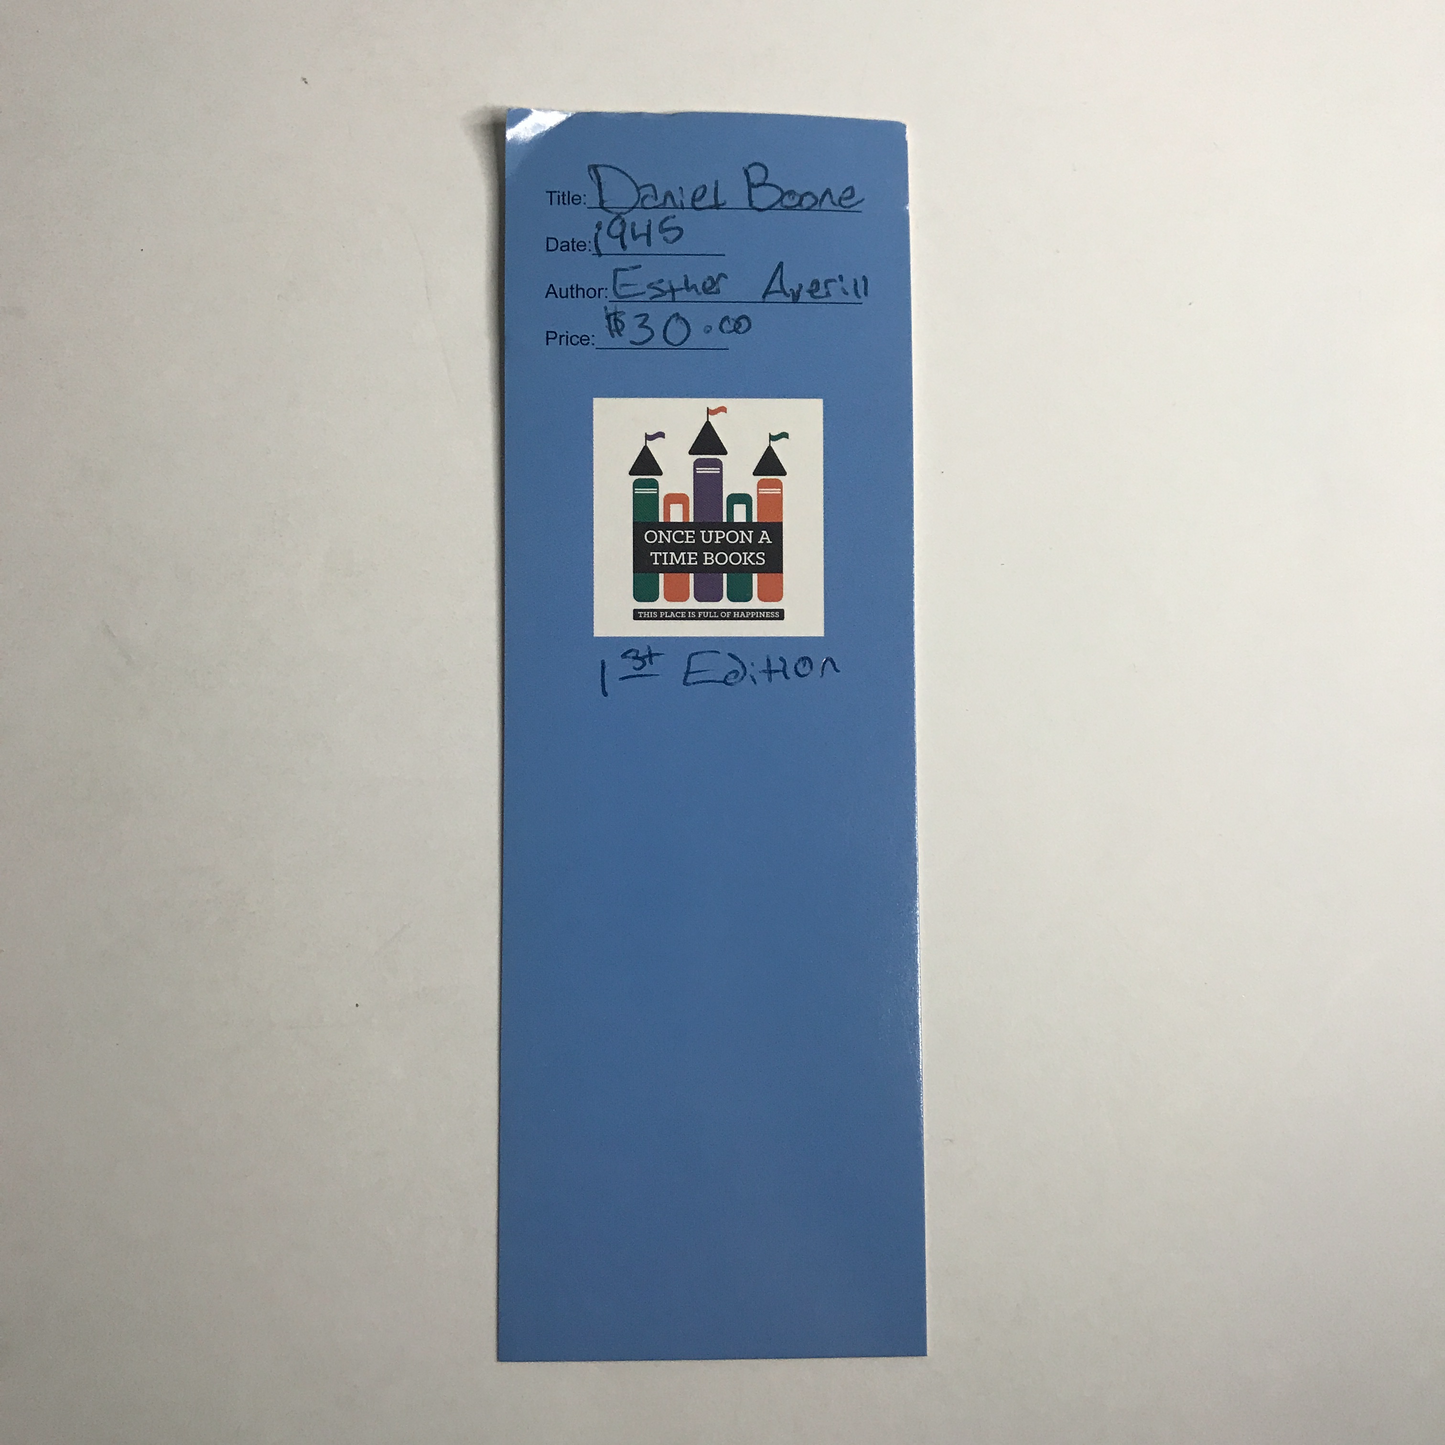 Title: Daniel Boone
Date: 1945
Author: Esther Averill
Price: $30.00
ONCE UPON A
TIME BOOKS
THIS PLACE IS FULL OF HAPPINESS
1st Edition